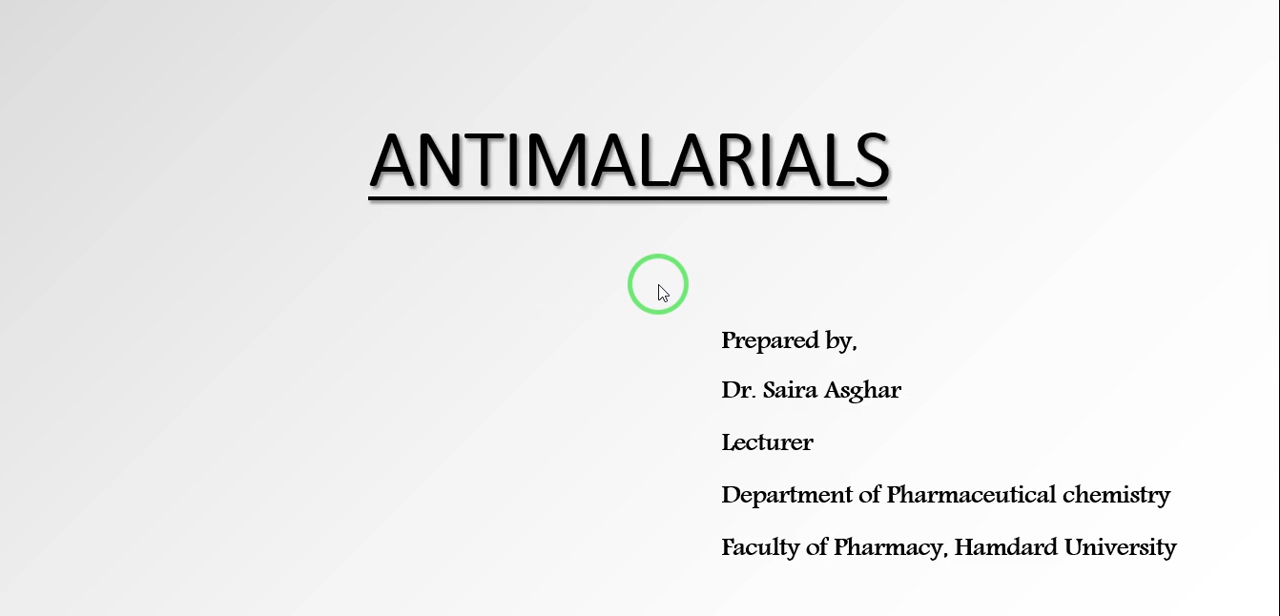 ANTIMALARIALS
Prepared by,
Dr. Saira Asghar
Lecturer
Department of Pharmaceutical chemistry
Faculty of Pharmacy, Hamdard University